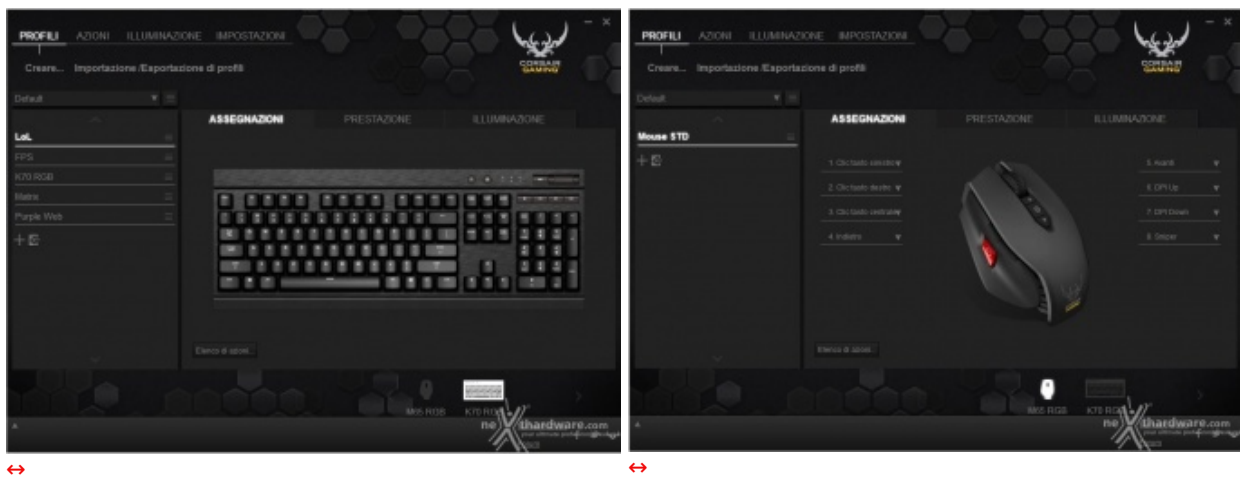 PROFILI AZIONI ILLUMINAZIONE IMPOSTAZIONI
CORSAIR
GAMING
Creare... Importazione /Esportazione di profili
Default
ASSEGNAZIONI PRESTAZIONE ILLUMINAZIONE
LoL
FPS
K70 RGB
Matrix
Purple Web
Elenco di azioni...
M65 RGB K70 RGB
neXthardware.com
PROFILI AZIONI ILLUMINAZIONE IMPOSTAZIONI
CORSAIR
GAMING
Creare... Importazione /Esportazione di profili
Default
ASSEGNAZIONI PRESTAZIONE ILLUMINAZIONE
Mouse STD
1. Clic tasto sinistro 5. Avanti
2. Clic tasto destro 6. DPI Up
3. Clic tasto centrale 7. DPI Down
4. Indietro 8. Sniper
Elenco di azioni...
M65 RGB K70 RGB
neXthardware.com